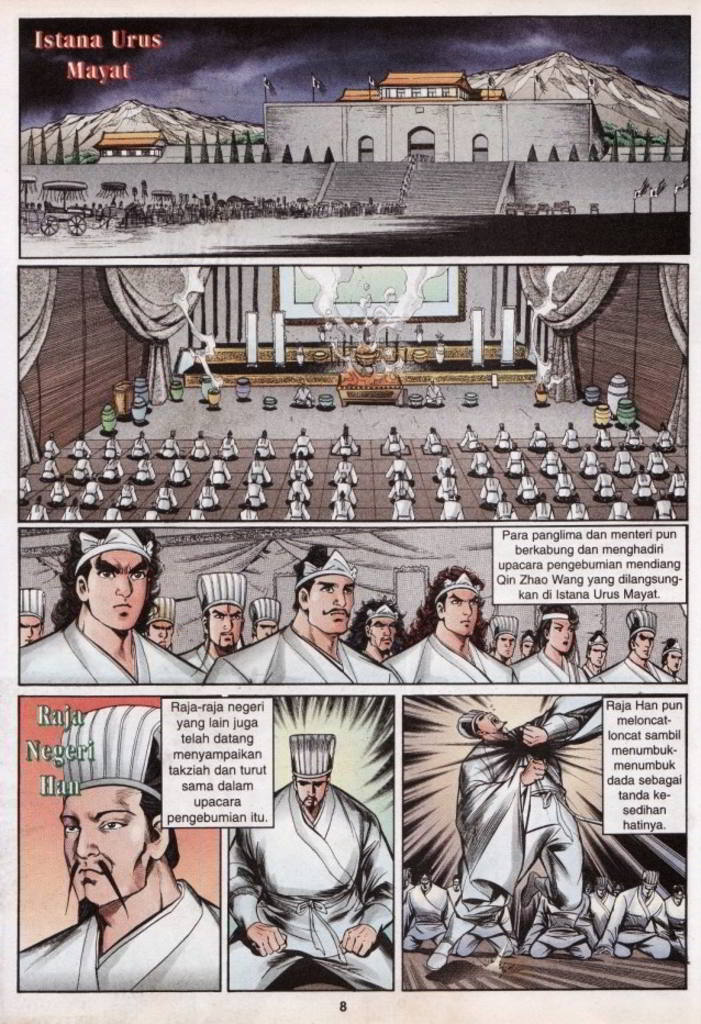 Istana Urus
Mayat
Para panglima dan menteri pun
berkabung dan menghadiri
upacara pengebumian mendiang
Qin Zhao Wang yang dilangsung-
kan di Istana Urus Mayat.
Raja
Negeri
Han
Raja-raja negeri
yang lain juga
telah datang
menyampaikan
takziah dan turut
sama dalam
upacara
pengebumian itu.
Raja Han pun
meloncat-
loncat sambil
menumbuk-
menumbuk
dada sebagai
tanda ke-
sedihan
hatinya.
8